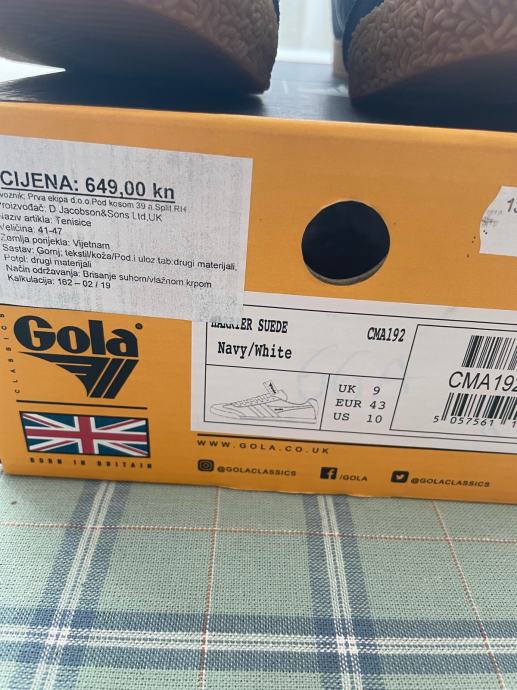 CIJENA: 649,00 kn
voznik: Prva ekipa d.o.o.Pod kosom 39 a.Split RH
roizvođač: D Jacobson&Sons Ltd,UK
Naziv artikla: Tenisice
Veličina: 41-47
Zemlja porijekla: Vijetnam
Sastav: Gornj; tekstil/koža/Pod.i uloz tab:drugi materijali,
Potpl: drugi materijali
Način održavanja: Brisanje suhom/vlažnom krpom
Kalkulacija: 162 – 02 / 19
CLASSICS
Gola
BORN IN BRITAIN
HARRIER SUEDE CMA192
Navy/White
UK 9
EUR 43
US 10
CMA192
5 057561 1
WWW.GOLA.CO.UK
@GOLACLASSICS
/GOLA
@GOLACLASSICS